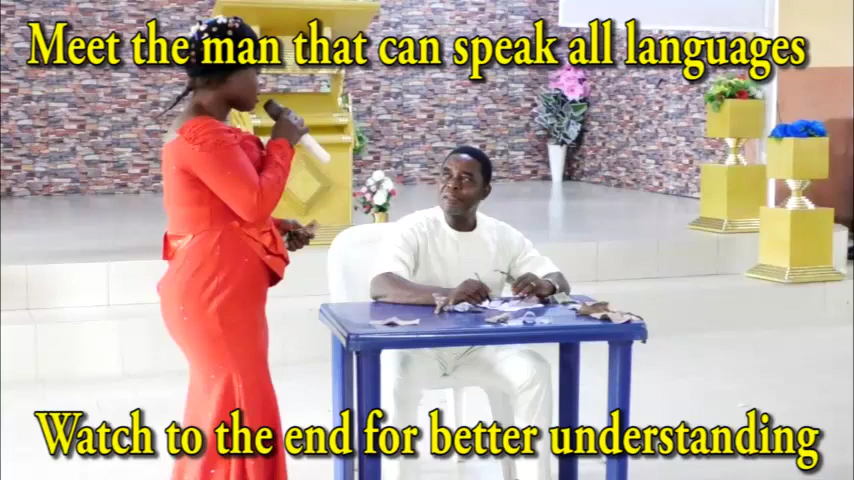 Meet the man that can speak all languages
Watch to the end for better understanding